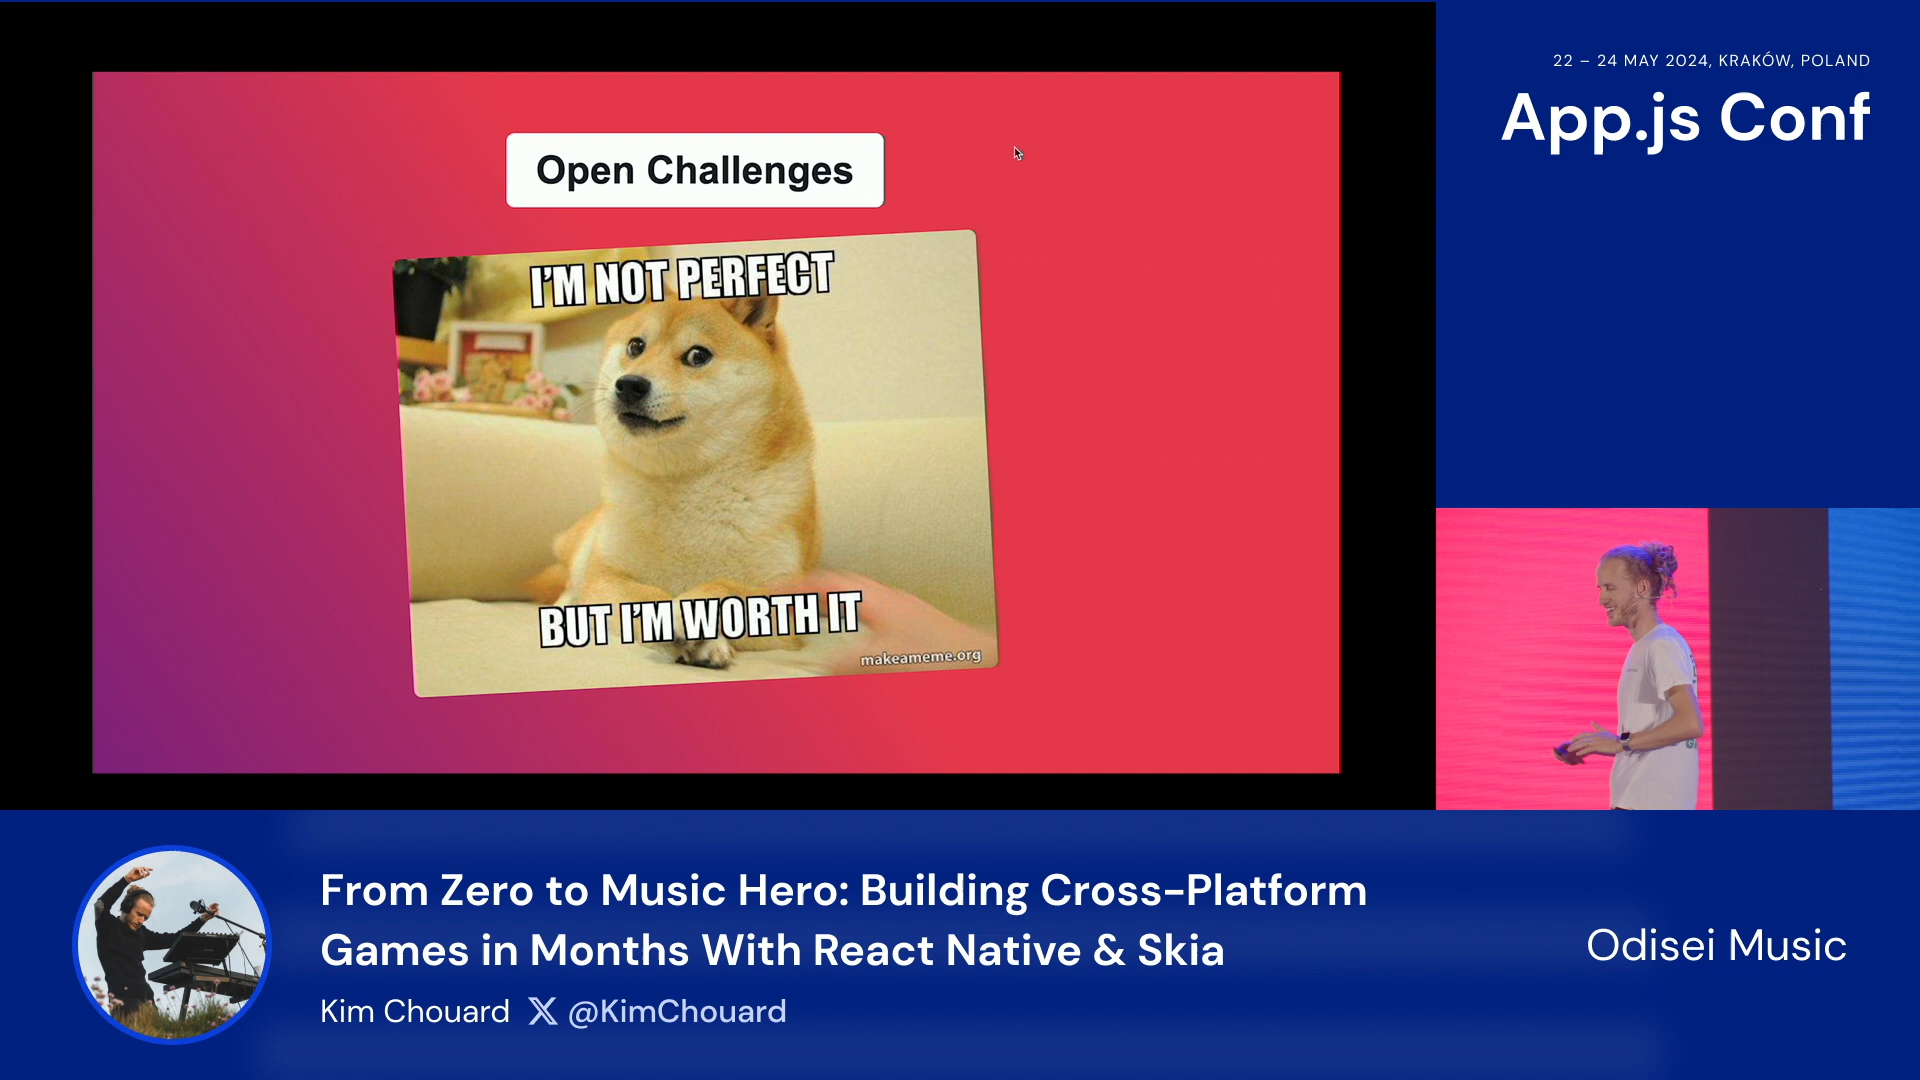 22 – 24 MAY 2024, KRAKÓW, POLAND
App.js Conf
Open Challenges
I'M NOT PERFECT
BUT I'M WORTH IT
makeameme.org
From Zero to Music Hero: Building Cross-Platform
Games in Months With React Native & Skia
Kim Chouard X @KimChouard
Odisei Music